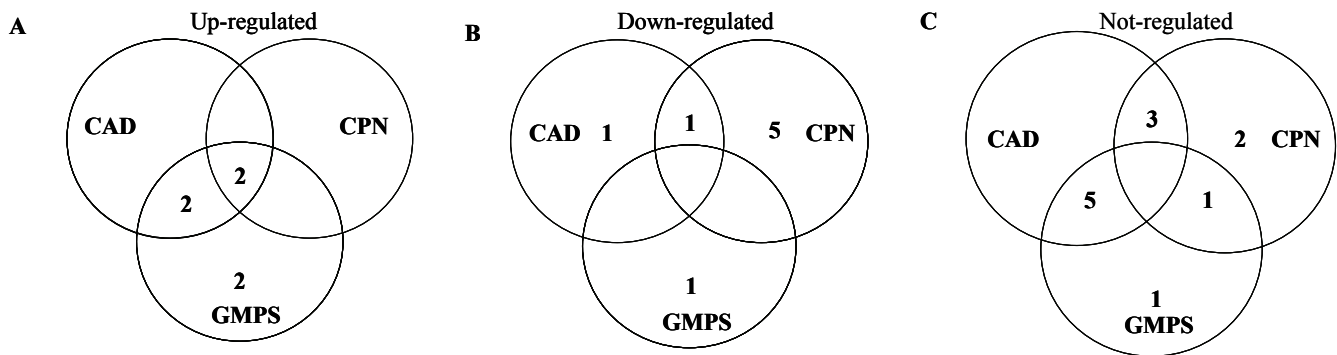 A
Up-regulated
CAD
CPN
2
2
2
GMPS
B
Down-regulated
CAD 1
1
5 CPN
1
GMPS
C
Not-regulated
CAD
3
2 CPN
5
1
1
GMPS